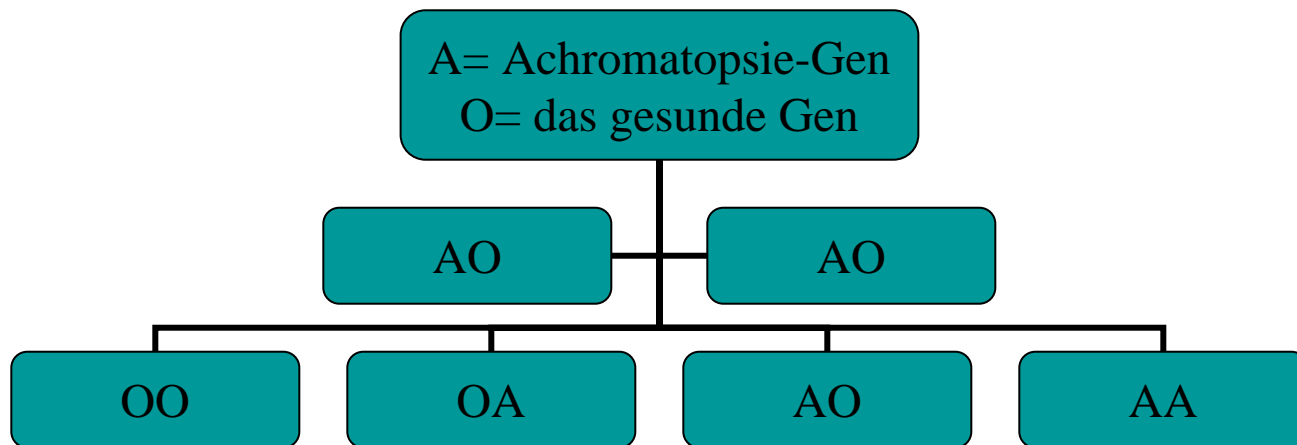 A= Achromatopsie-Gen
O= das gesunde Gen
AO
AO
OO
OA
AO
AA